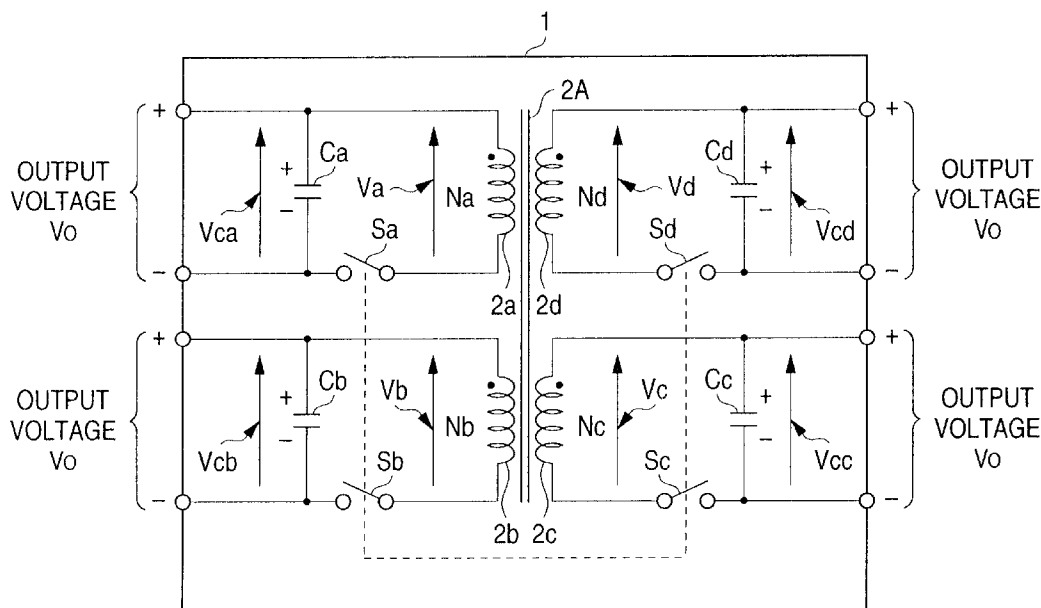 1
2A
+
+
OUTPUT
VOLTAGE
Vo
Vca
+
−
Ca
Va
Na
Nd
Vd
Cd
+
−
Vcd
OUTPUT
VOLTAGE
Vo
Sa
Sd
−
−
2a
2d
+
+
OUTPUT
VOLTAGE
Vo
Vcb
+
−
Cb
Vb
Nb
Nc
Vc
Cc
+
−
Vcc
OUTPUT
VOLTAGE
Vo
Sb
Sc
−
−
2b
2c